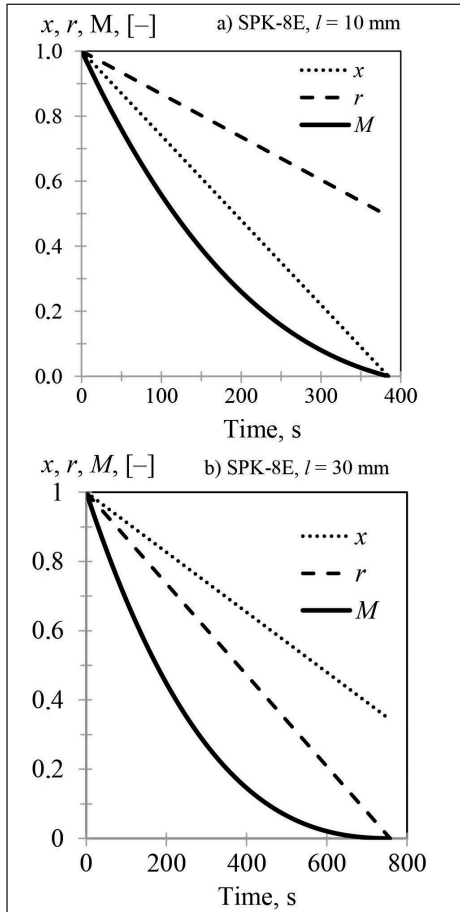 x, r, M, [–]
a) SPK-8E, l = 10 mm
1.0
0.8
0.6
0.4
0.2
0.0
x
r
M
0
100
200
300
400
Time, s
x, r, M, [–]
b) SPK-8E, l = 30 mm
1
0.8
0.6
0.4
0.2
0
x
r
M
0
200
400
600
800
Time, s